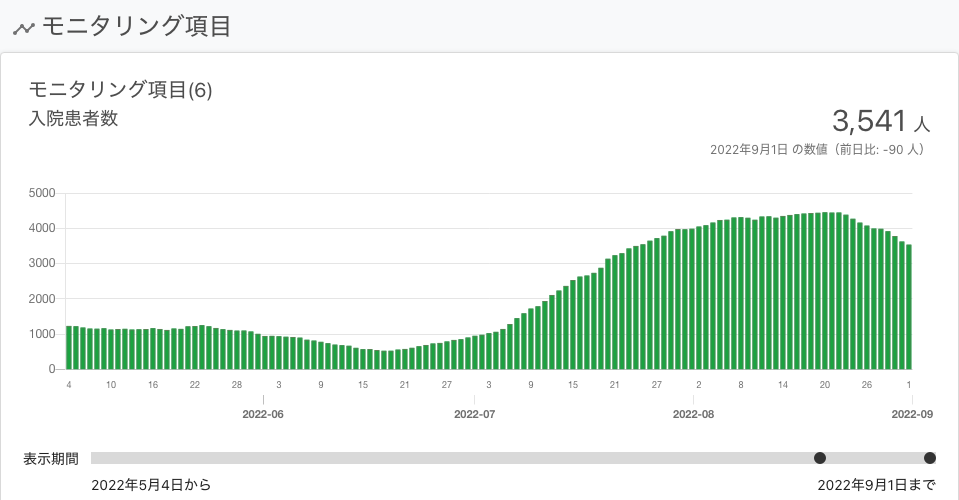 モニタリング項目
モニタリング項目(6)
入院患者数
3,541 人
2022年9月1日 の数値（前日比: -90 人）
5000
4000
3000
2000
1000
0
4 10 16 22 28 3 9 15 21 27 3 9 15 21 27 2 8 14 20 26 1
2022-06 2022-07 2022-08 2022-09
表示期間
2022年5月4日から 2022年9月1日まで